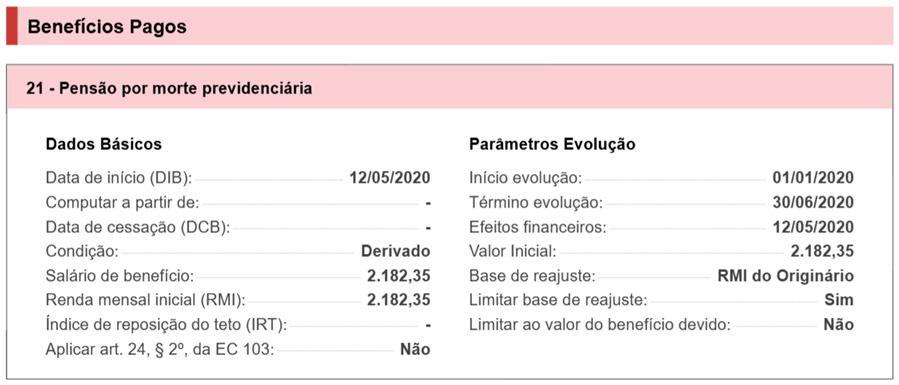 Benefícios Pagos
21 - Pensão por morte previdenciária
Dados Básicos
Data de início (DIB): 12/05/2020
Computar a partir de: -
Data de cessação (DCB): -
Condição: Derivado
Salário de benefício: 2.182,35
Renda mensal inicial (RMI): 2.182,35
Índice de reposição do teto (IRT): -
Aplicar art. 24, § 2º, da EC 103: Não
Parâmetros Evolução
Início evolução: 01/01/2020
Término evolução: 30/06/2020
Efeitos financeiros: 12/05/2020
Valor Inicial: 2.182,35
Base de reajuste: RMI do Originário
Limitar base de reajuste: Sim
Limitar ao valor do benefício devido: Não